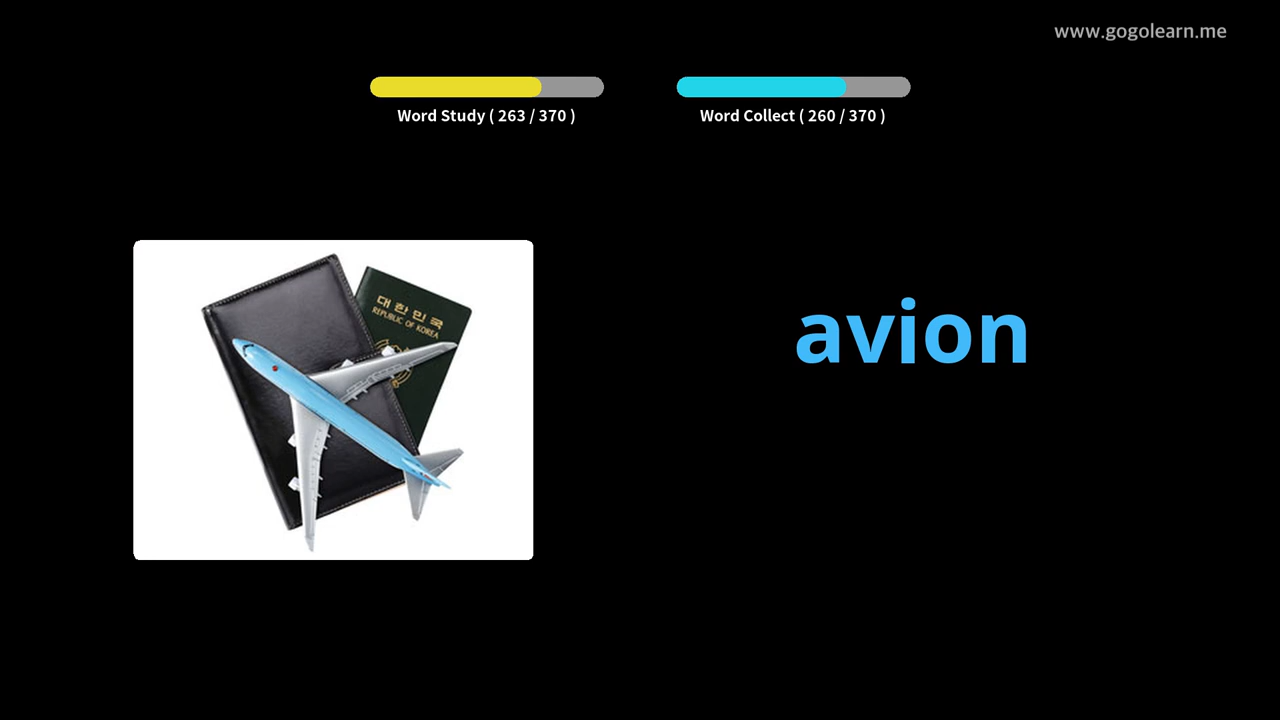 www.gogolearn.me
Word Study ( 263 / 370 )
Word Collect ( 260 / 370 )
대한민국
REPUBLIC OF KOREA
avion